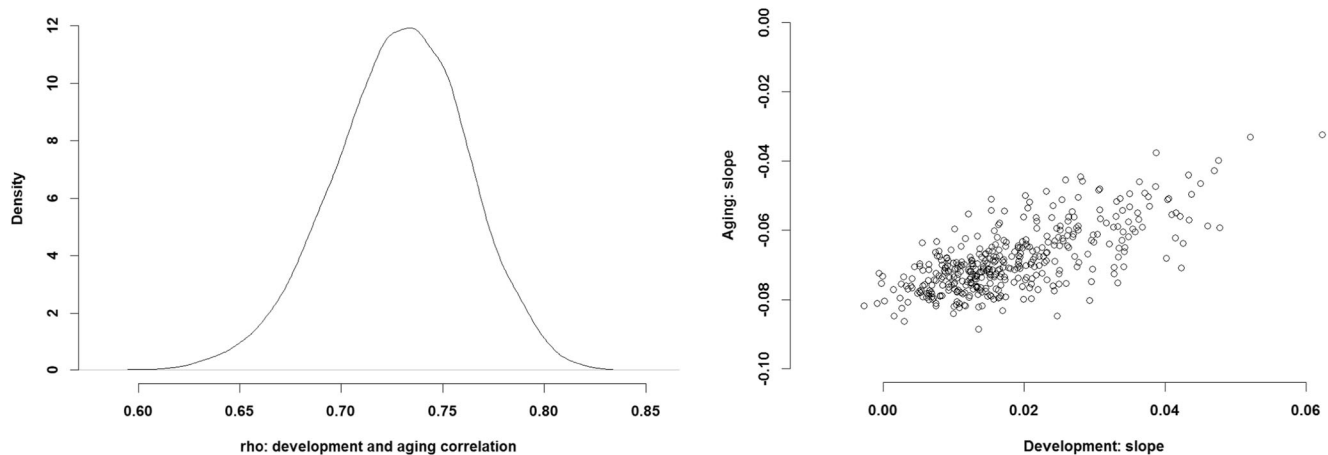 Density
12
10
8
6
4
2
0
0.60 0.65 0.70 0.75 0.80 0.85
rho: development and aging correlation
Aging: slope
0.00
-0.02
-0.04
-0.06
-0.08
-0.10
0.00 0.02 0.04 0.06
Development: slope